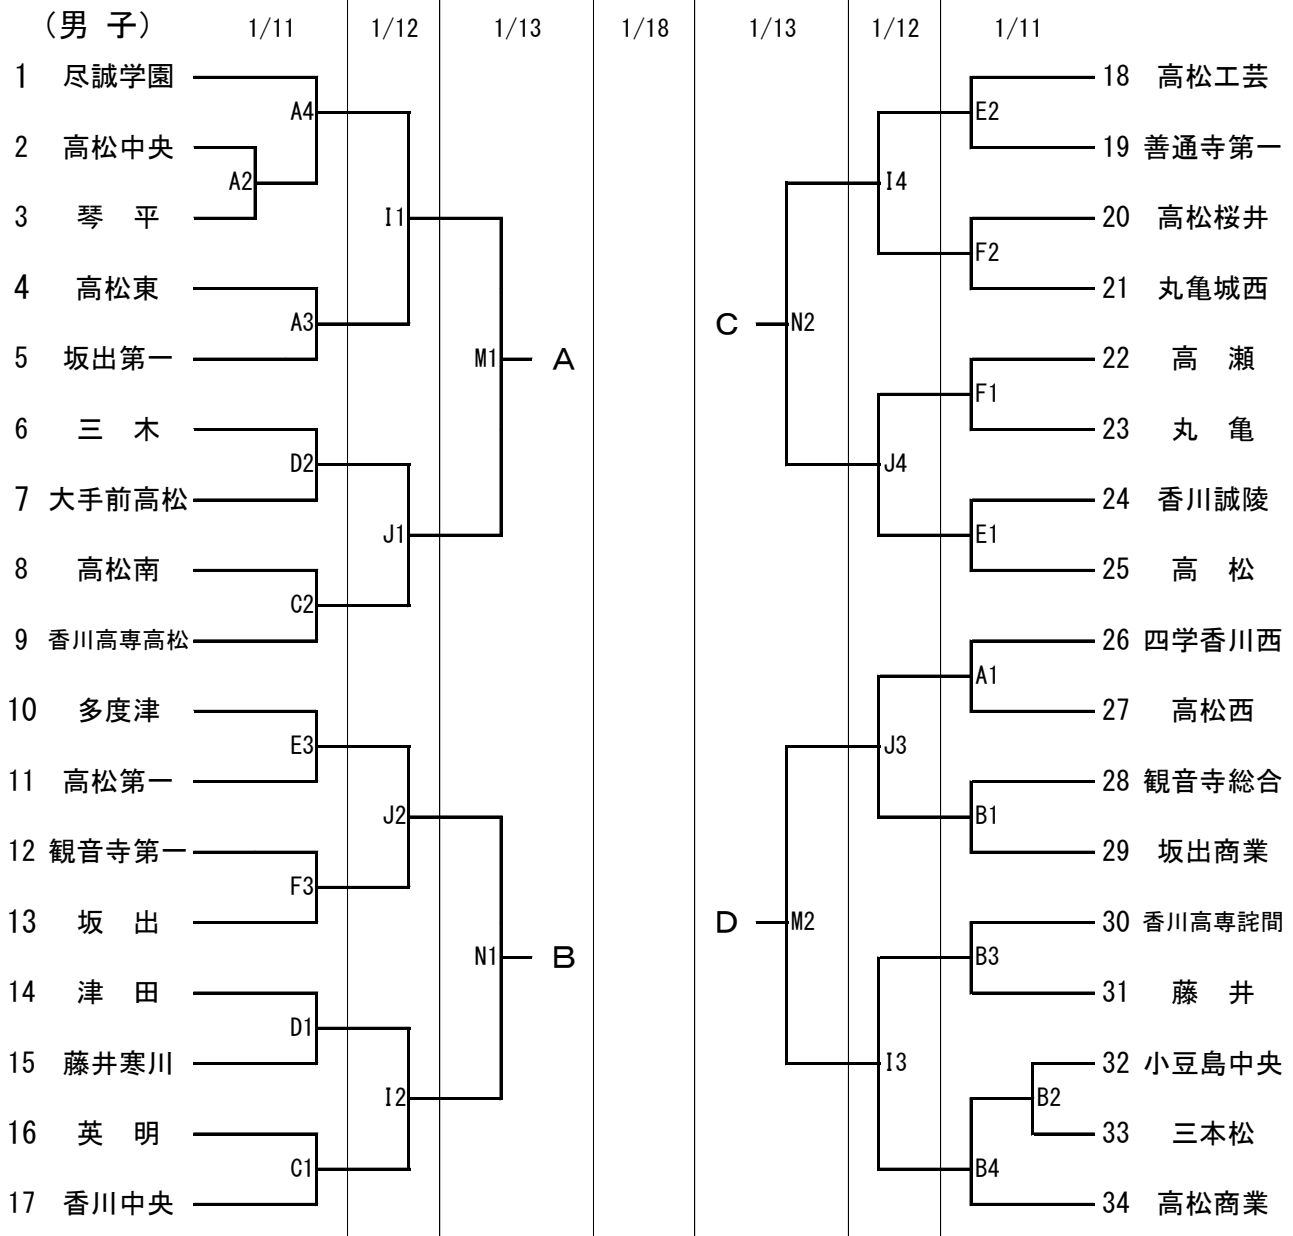 (男 子) 1/11 1/12 1/13 1/18 1/13 1/12 1/11
1 尽誠学園 18 高松工芸
A4 E2
2 高松中央 19 善通寺第一
A2 I4
3 琴 平 I1 20 高松桜井
F2
4 高松東 21 丸亀城西
A3 C N2
5 坂出第一 M1 A 22 高 瀬
F1
6 三 木 23 丸 亀
D2 J4
7 大手前高松 24 香川誠陵
J1 E1
8 高松南 25 高 松
C2
9 香川高専高松 26 四学香川西
A1
10 多度津 27 高松西
E3 J3
11 高松第一 28 観音寺総合
J2 B1
12 観音寺第一 29 坂出商業
F3
13 坂 出 D M2 30 香川高専詫間
N1 B B3
14 津 田 31 藤 井
D1
15 藤井寒川 I3 32 小豆島中央
I2 B2
16 英 明 33 三本松
C1 B4
17 香川中央 34 高松商業